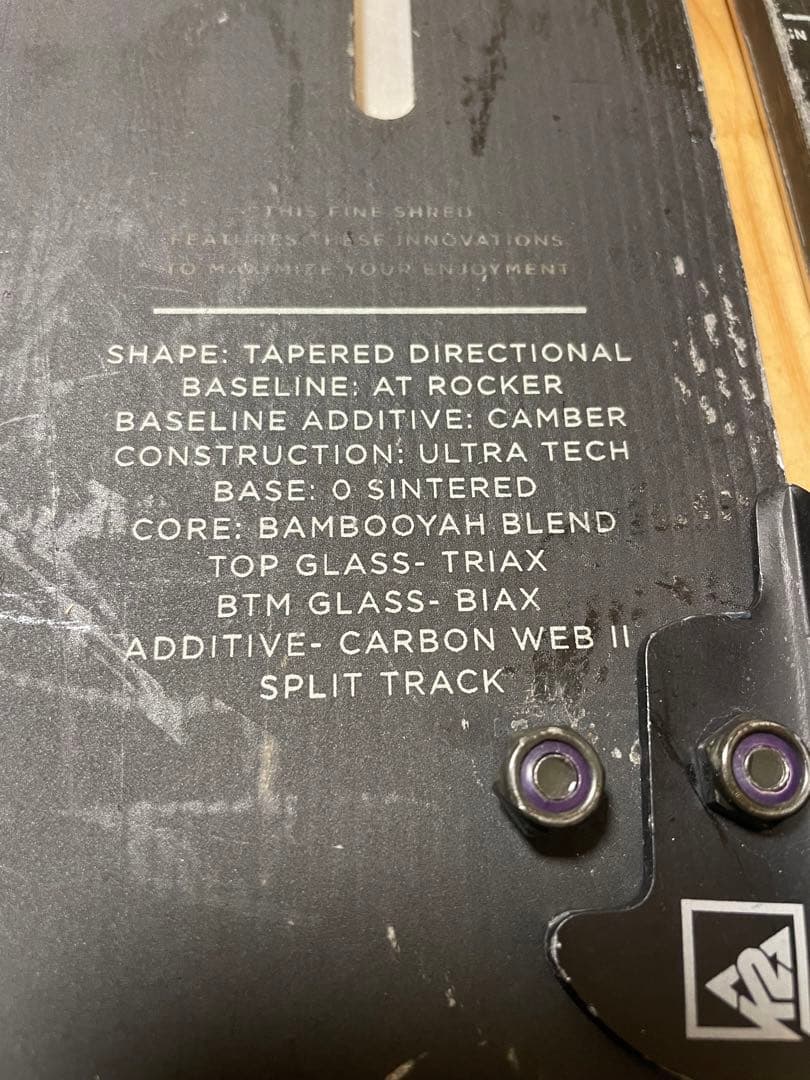 THIS FINE SHRED
FEATURES THESE INNOVATIONS
TO MAXIMIZE YOUR ENJOYMENT
SHAPE: TAPERED DIRECTIONAL
BASELINE: AT ROCKER
BASELINE ADDITIVE: CAMBER
CONSTRUCTION: ULTRA TECH
BASE: O SINTERED
CORE: BAMBOOYAH BLEND
TOP GLASS- TRIAX
BTM GLASS- BIAX
ADDITIVE- CARBON WEB II
SPLIT TRACK
K2